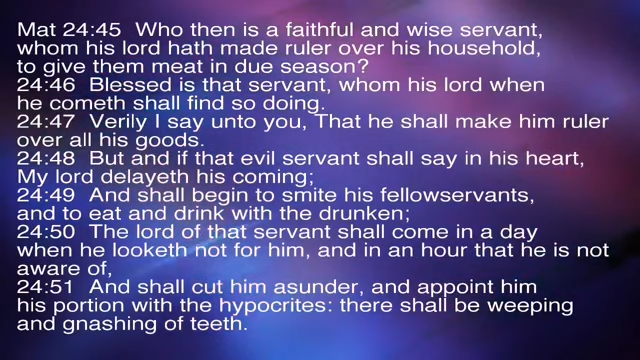 Mat 24:45  Who then is a faithful and wise servant,
whom his lord hath made ruler over his household,
to give them meat in due season?
24:46  Blessed is that servant, whom his lord when
he cometh shall find so doing.
24:47  Verily I say unto you, That he shall make him ruler
over all his goods.
24:48  But and if that evil servant shall say in his heart,
My lord delayeth his coming;
24:49  And shall begin to smite his fellowservants,
and to eat and drink with the drunken;
24:50  The lord of that servant shall come in a day
when he looketh not for him, and in an hour that he is not
aware of,
24:51  And shall cut him asunder, and appoint him
his portion with the hypocrites: there shall be weeping
and gnashing of teeth.